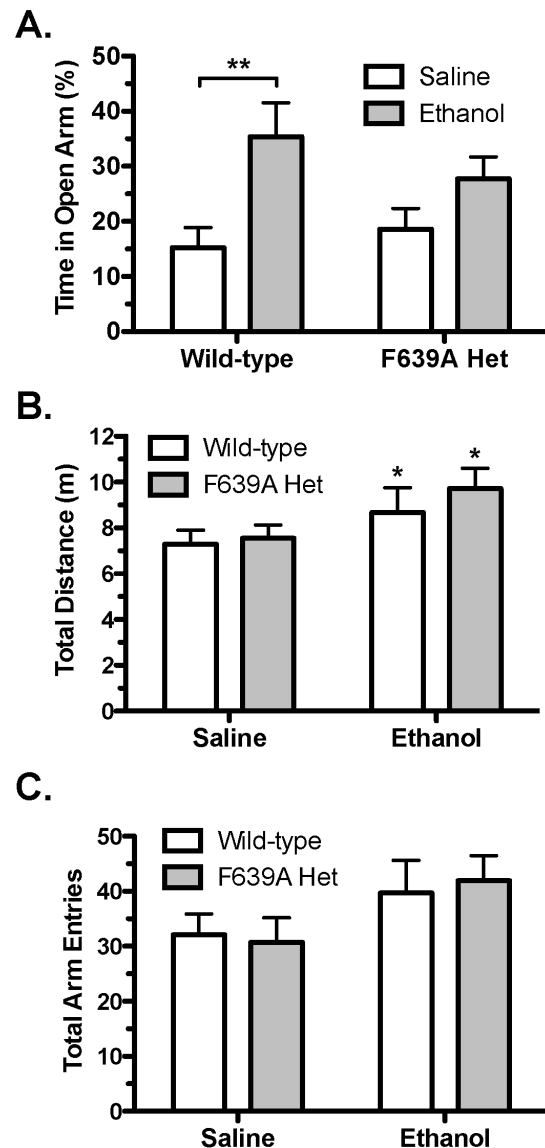 A.
Time in Open Arm (%)
50
40
30
20
10
0
**
Saline
Ethanol
Wild-type
F639A Het
B.
Total Distance (m)
12
10
8
6
4
2
0
Wild-type
F639A Het
*
*
Saline
Ethanol
C.
Total Arm Entries
50
40
30
20
10
0
Wild-type
F639A Het
Saline
Ethanol